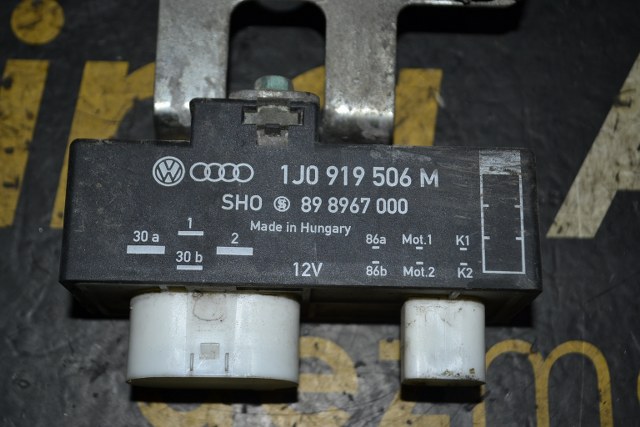 1J0 919 506 M
SHO 89 8967 000
Made in Hungary
30 a 1 2 86a Mot.1 K1
30 b 12V 86b Mot.2 K2